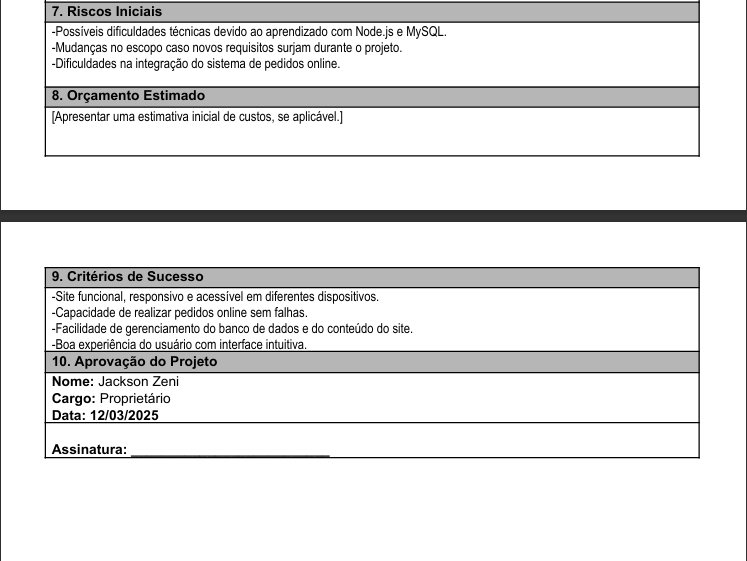 7. Riscos Iniciais
-Possíveis dificuldades técnicas devido ao aprendizado com Node.js e MySQL.
-Mudanças no escopo caso novos requisitos surjam durante o projeto.
-Dificuldades na integração do sistema de pedidos online.
8. Orçamento Estimado
[Apresentar uma estimativa inicial de custos, se aplicável.]
9. Critérios de Sucesso
-Site funcional, responsivo e acessível em diferentes dispositivos.
-Capacidade de realizar pedidos online sem falhas.
-Facilidade de gerenciamento do banco de dados e do conteúdo do site.
-Boa experiência do usuário com interface intuitiva.
10. Aprovação do Projeto
Nome: Jackson Zeni
Cargo: Proprietário
Data: 12/03/2025
Assinatura: ___________________________